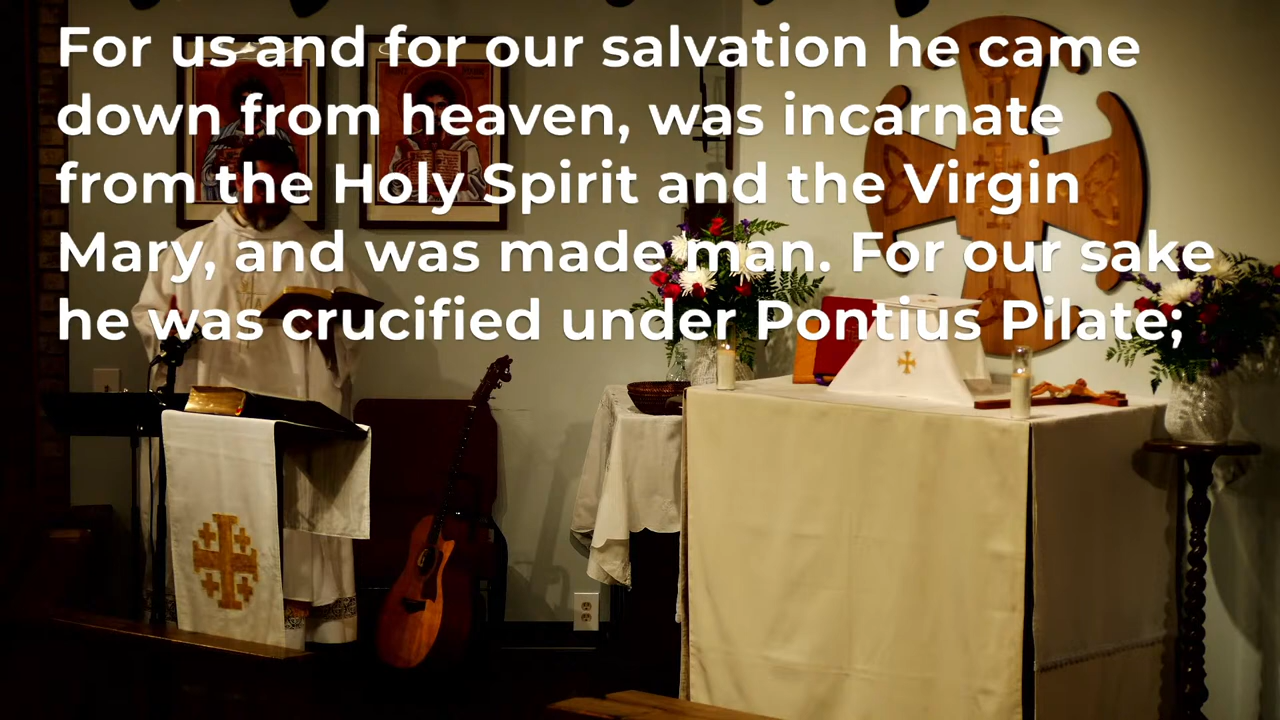 For us and for our salvation he came
down from heaven, was incarnate
from the Holy Spirit and the Virgin
Mary, and was made man. For our sake
he was crucified under Pontius Pilate;